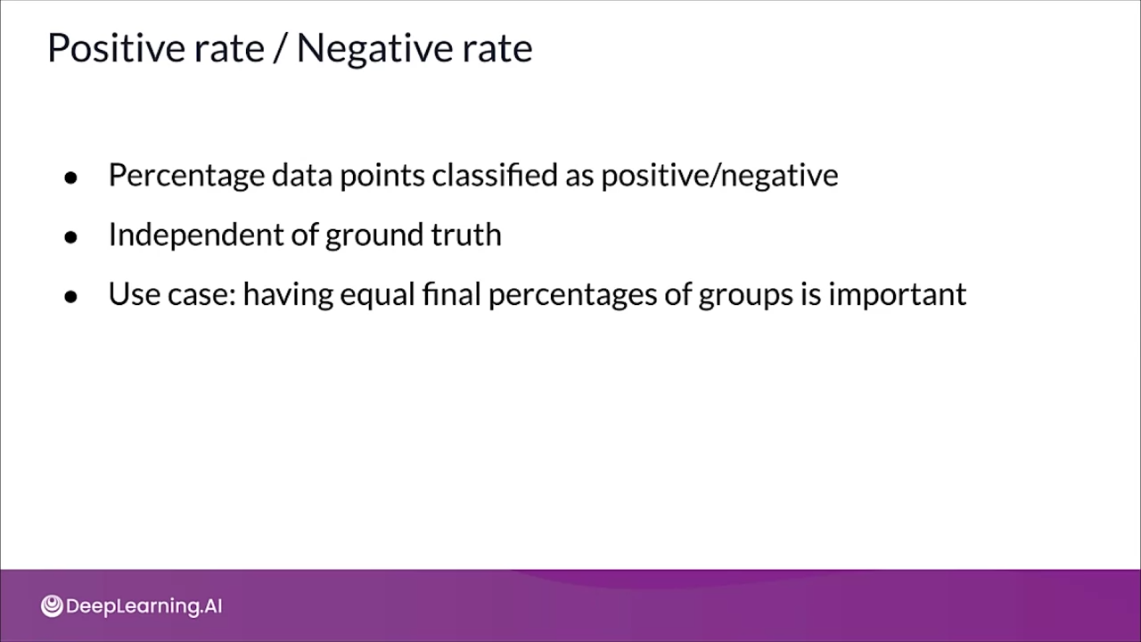 Positive rate / Negative rate
● Percentage data points classified as positive/negative
● Independent of ground truth
● Use case: having equal final percentages of groups is important
DeepLearning.AI